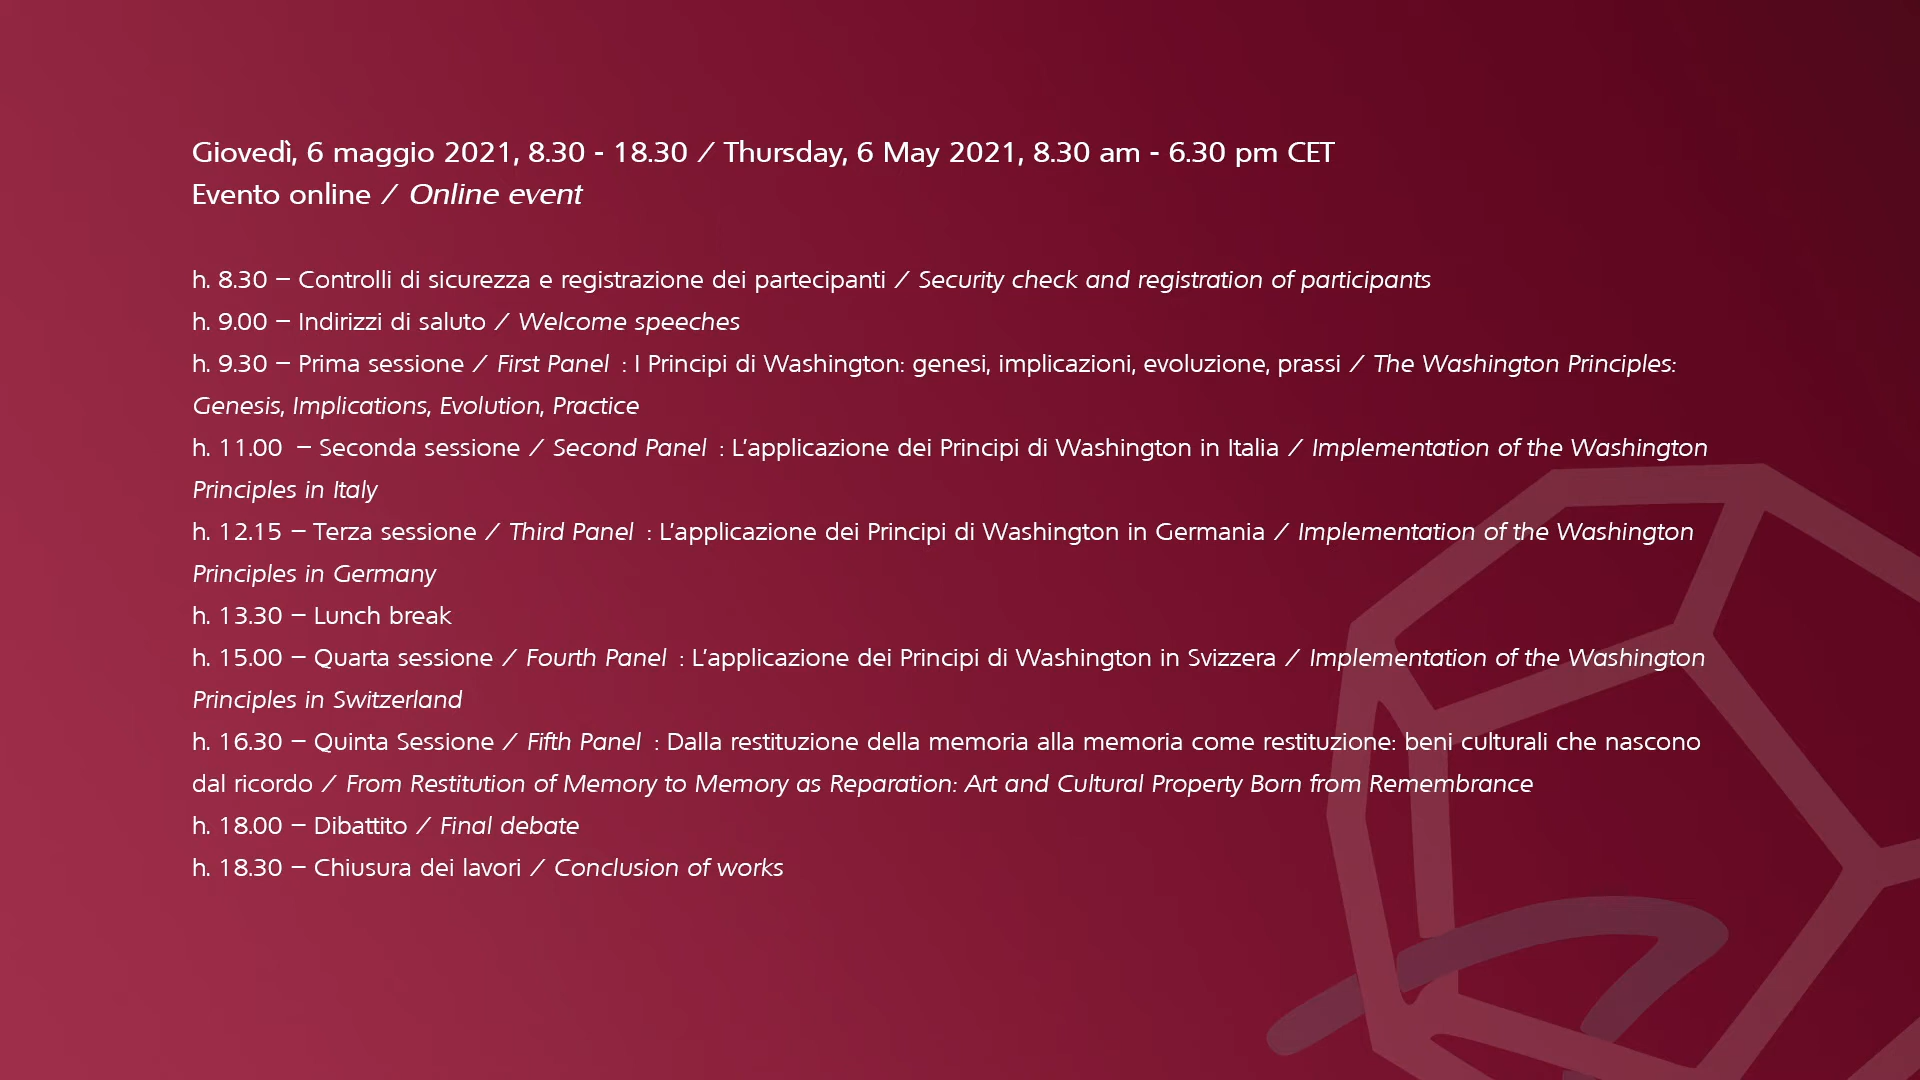 Giovedì, 6 maggio 2021, 8.30 - 18.30 / Thursday, 6 May 2021, 8.30 am - 6.30 pm CET
Evento online / Online event
h. 8.30 – Controlli di sicurezza e registrazione dei partecipanti / Security check and registration of participants
h. 9.00 – Indirizzi di saluto / Welcome speeches
h. 9.30 – Prima sessione / First Panel : I Principi di Washington: genesi, implicazioni, evoluzione, prassi / The Washington Principles:
Genesis, Implications, Evolution, Practice
h. 11.00 – Seconda sessione / Second Panel : L'applicazione dei Principi di Washington in Italia / Implementation of the Washington
Principles in Italy
h. 12.15 – Terza sessione / Third Panel : L'applicazione dei Principi di Washington in Germania / Implementation of the Washington
Principles in Germany
h. 13.30 – Lunch break
h. 15.00 – Quarta sessione / Fourth Panel : L'applicazione dei Principi di Washington in Svizzera / Implementation of the Washington
Principles in Switzerland
h. 16.30 – Quinta Sessione / Fifth Panel : Dalla restituzione della memoria alla memoria come restituzione: beni culturali che nascono
dal ricordo / From Restitution of Memory to Memory as Reparation: Art and Cultural Property Born from Remembrance
h. 18.00 – Dibattito / Final debate
h. 18.30 – Chiusura dei lavori / Conclusion of works